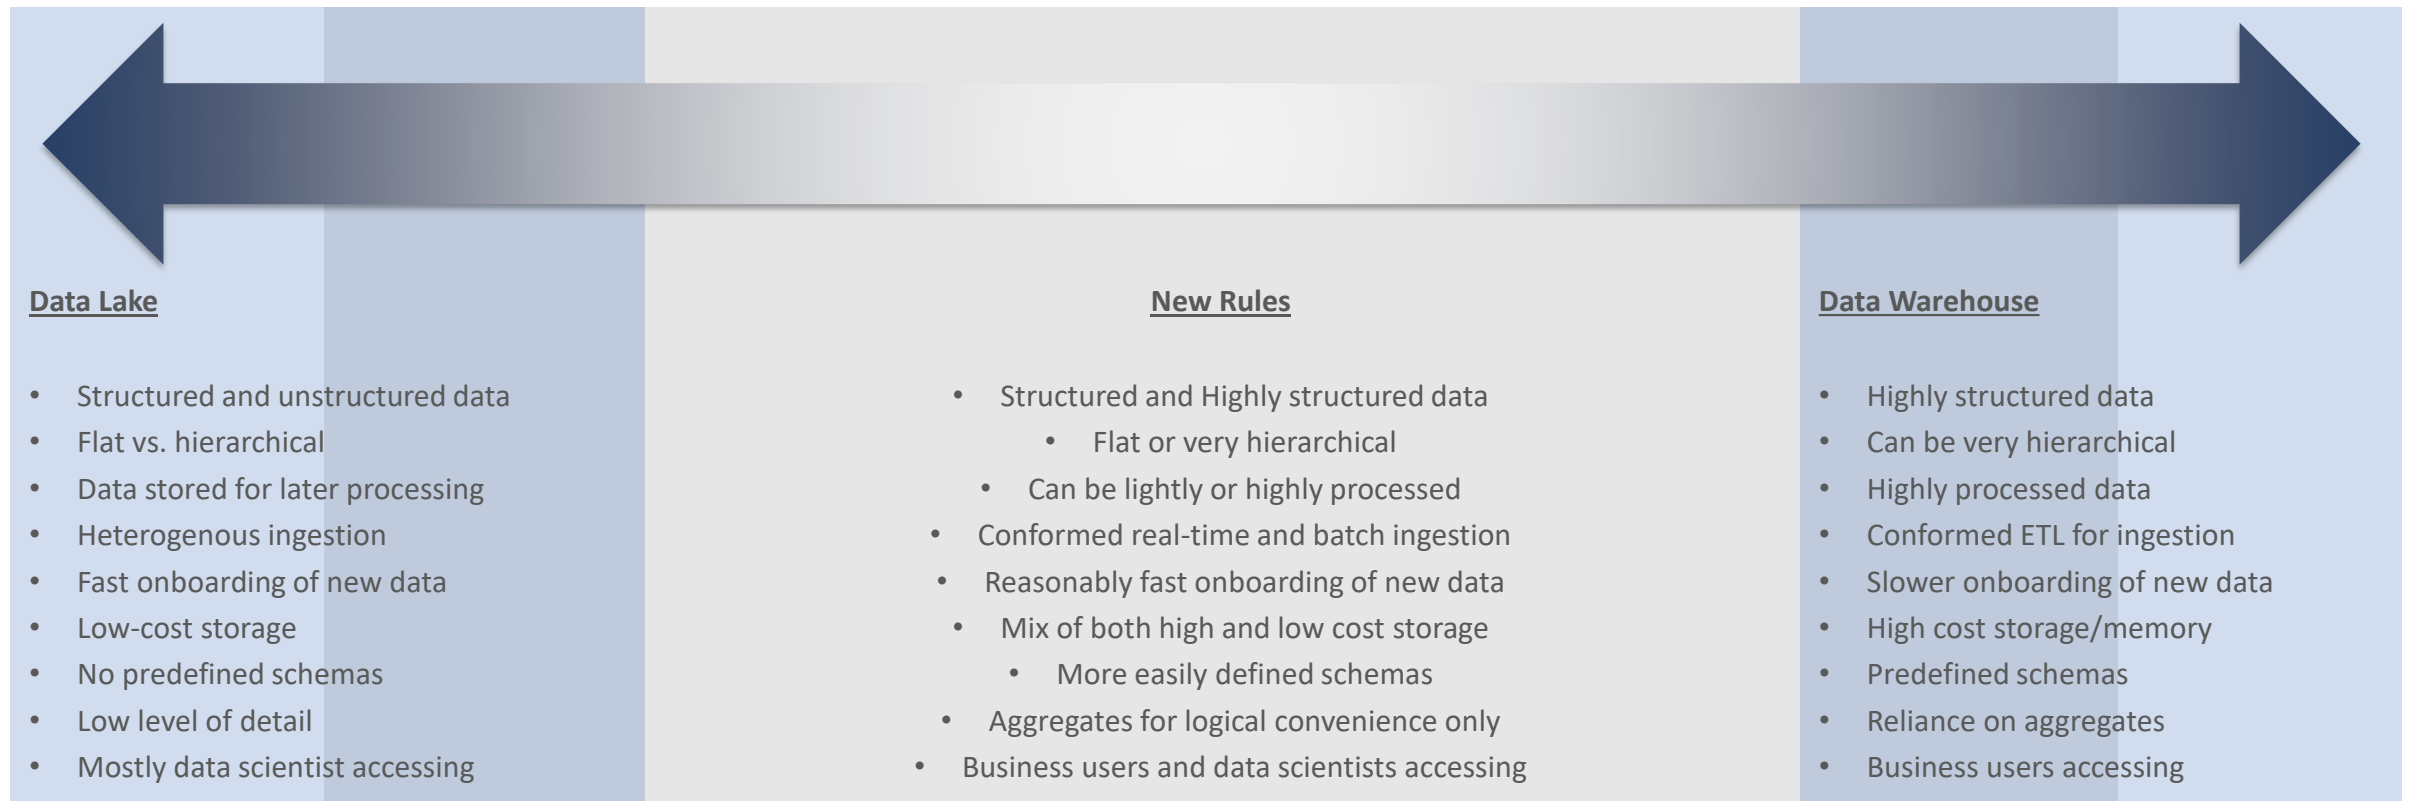 Data Lake
• Structured and unstructured data
• Flat vs. hierarchical
• Data stored for later processing
• Heterogenous ingestion
• Fast onboarding of new data
• Low-cost storage
• No predefined schemas
• Low level of detail
• Mostly data scientist accessing
New Rules
• Structured and Highly structured data
• Flat or very hierarchical
• Can be lightly or highly processed
• Conformed real-time and batch ingestion
• Reasonably fast onboarding of new data
• Mix of both high and low cost storage
• More easily defined schemas
• Aggregates for logical convenience only
• Business users and data scientists accessing
Data Warehouse
• Highly structured data
• Can be very hierarchical
• Highly processed data
• Conformed ETL for ingestion
• Slower onboarding of new data
• High cost storage/memory
• Predefined schemas
• Reliance on aggregates
• Business users accessing